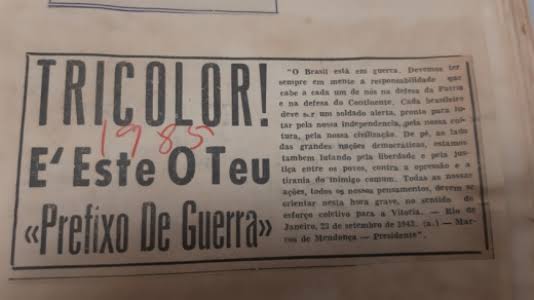 TRICOLOR!
1985
E' Este O Teu
«Prefixo De Guerra»
"O Brasil está em guerra. Devemos ter
sempre em mente a responsabilidade que
cabe a cada um de nós na defesa da Patria
e na defesa do Continente. Cada brasileiro
deve ser um soldado alerta, pronto para lu-
tar pela nossa independencia, pela nossa cul-
tura, pela nossa civilização. De pé, ao lado
das grandes nações democraticas, estamos
tambem lutando pela liberdade e pela jus-
tiça entre os povos, contra a opressão e a
tirania do inimigo comum. Todas as nossas
ações, todos os nossos pensamentos, devem se
orientar nesta hora grave, no sentido do
esforço coletivo para a Vitoria. — Rio de
Janeiro, 23 de setembro de 1942. (a.) — Mar-
cos de Mendonça — Presidente".